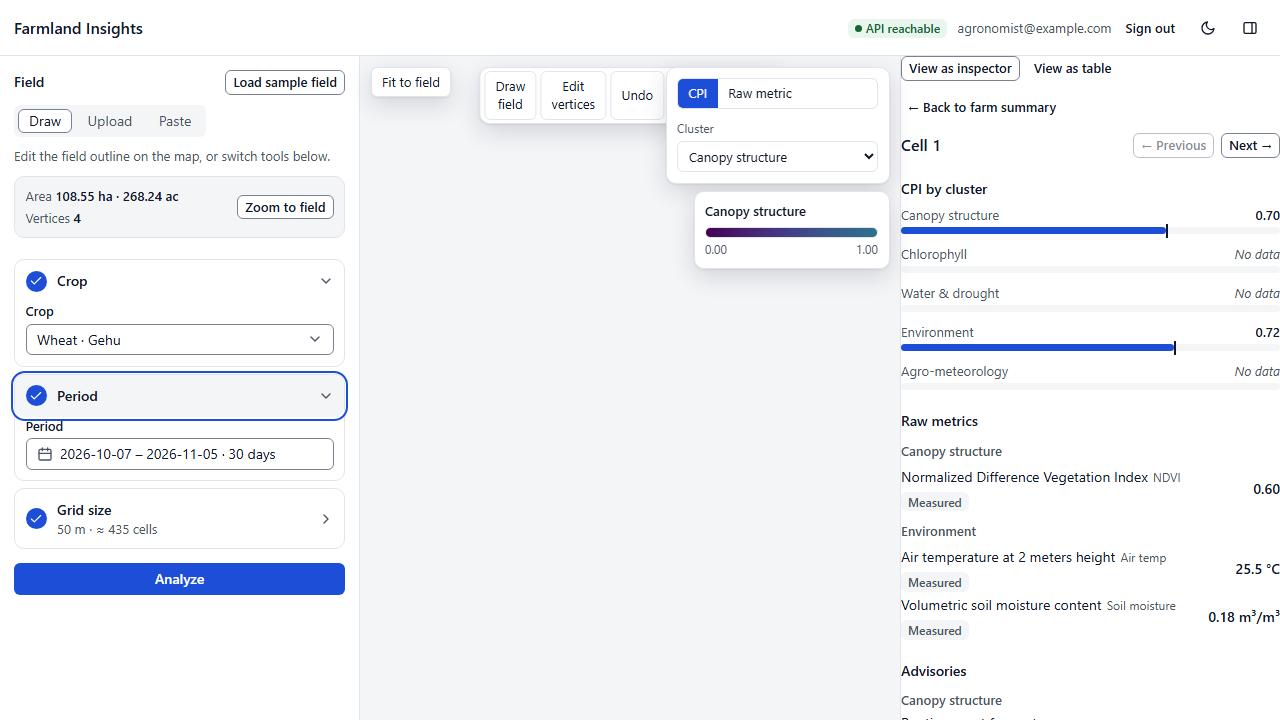 Farmland Insights
API reachable
agronomist@example.com
Sign out
Field
Load sample field
Draw
Upload
Paste
Edit the field outline on the map, or switch tools below.
Area 108.55 ha · 268.24 ac
Vertices 4
Zoom to field
Crop
Crop
Wheat · Gehu
Period
Period
2026-10-07 – 2026-11-05 · 30 days
Grid size
50 m · ≈ 435 cells
Analyze
Fit to field
Draw field
Edit vertices
Undo
CPI
Raw metric
Cluster
Canopy structure
Canopy structure
0.00
1.00
View as inspector
View as table
← Back to farm summary
Cell 1
← Previous
Next →
CPI by cluster
Canopy structure 0.70
Chlorophyll No data
Water & drought No data
Environment 0.72
Agro-meteorology No data
Raw metrics
Canopy structure
Normalized Difference Vegetation Index NDVI
0.60
Measured
Environment
Air temperature at 2 meters height Air temp
25.5 °C
Measured
Volumetric soil moisture content Soil moisture
0.18 m³/m³
Measured
Advisories
Canopy structure